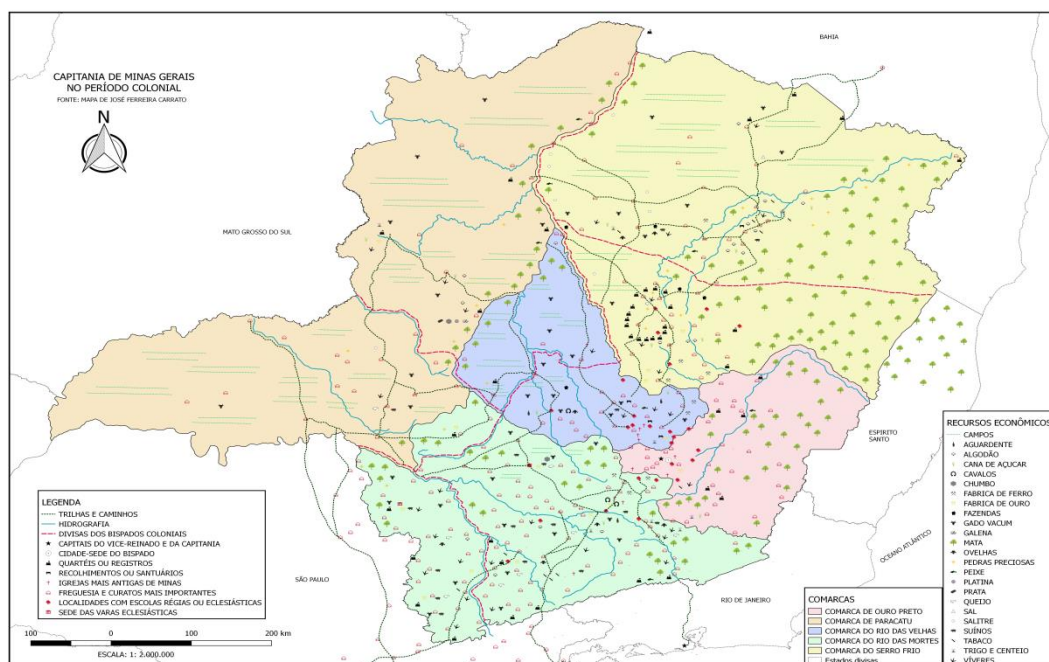 CAPITANIA DE MINAS GERAIS
NO PERÍODO COLONIAL
FONTE: MAPA DE JOSÉ FERREIRA CARRATO
N
BAHIA
MATO GROSSO DO SUL
ESPIRITO
SANTO
OCEANO ATLÂNTICO
SÃO PAULO
RIO DE JANEIRO
LEGENDA
TRILHAS E CAMINHOS
HIDROGRAFIA
DIVISAS DOS BISPADOS COLONIAIS
CAPITAIS DO VICE-REINADO E DA CAPITANIA
CIDADE-SEDE DO BISPADO
QUARTÉIS OU REGISTROS
RECOLHIMENTOS OU SANTUÁRIOS
IGREJAS MAIS ANTIGAS DE MINAS
FREGUESIA E CURATOS MAIS IMPORTANTES
LOCALIDADES COM ESCOLAS RÉGIAS OU ECLESIÁSTICAS
SEDE DAS VARAS ECLESIÁSTICAS
100 0 100 200 km
ESCALA: 1: 2.000.000
COMARCAS
COMARCA DE OURO PRETO
COMARCA DE PARACATU
COMARCA DO RIO DAS VELHAS
COMARCA DO RIO DAS MORTES
COMARCA DO SERRO FRIO
Estados divisas
RECURSOS ECONÔMICOS
CAMPOS
AGUARDENTE
ALGODÃO
CANA DE AÇUCAR
CAVALOS
CHUMBO
FABRICA DE FERRO
FABRICA DE OURO
FAZENDAS
GADO VACUM
GALENA
MATA
OVELHAS
PEDRAS PRECIOSAS
PEIXE
PLATINA
PRATA
QUEIJO
SAL
SALITRE
SUÍNOS
TABACO
TRIGO E CENTEIO
VÍVERES